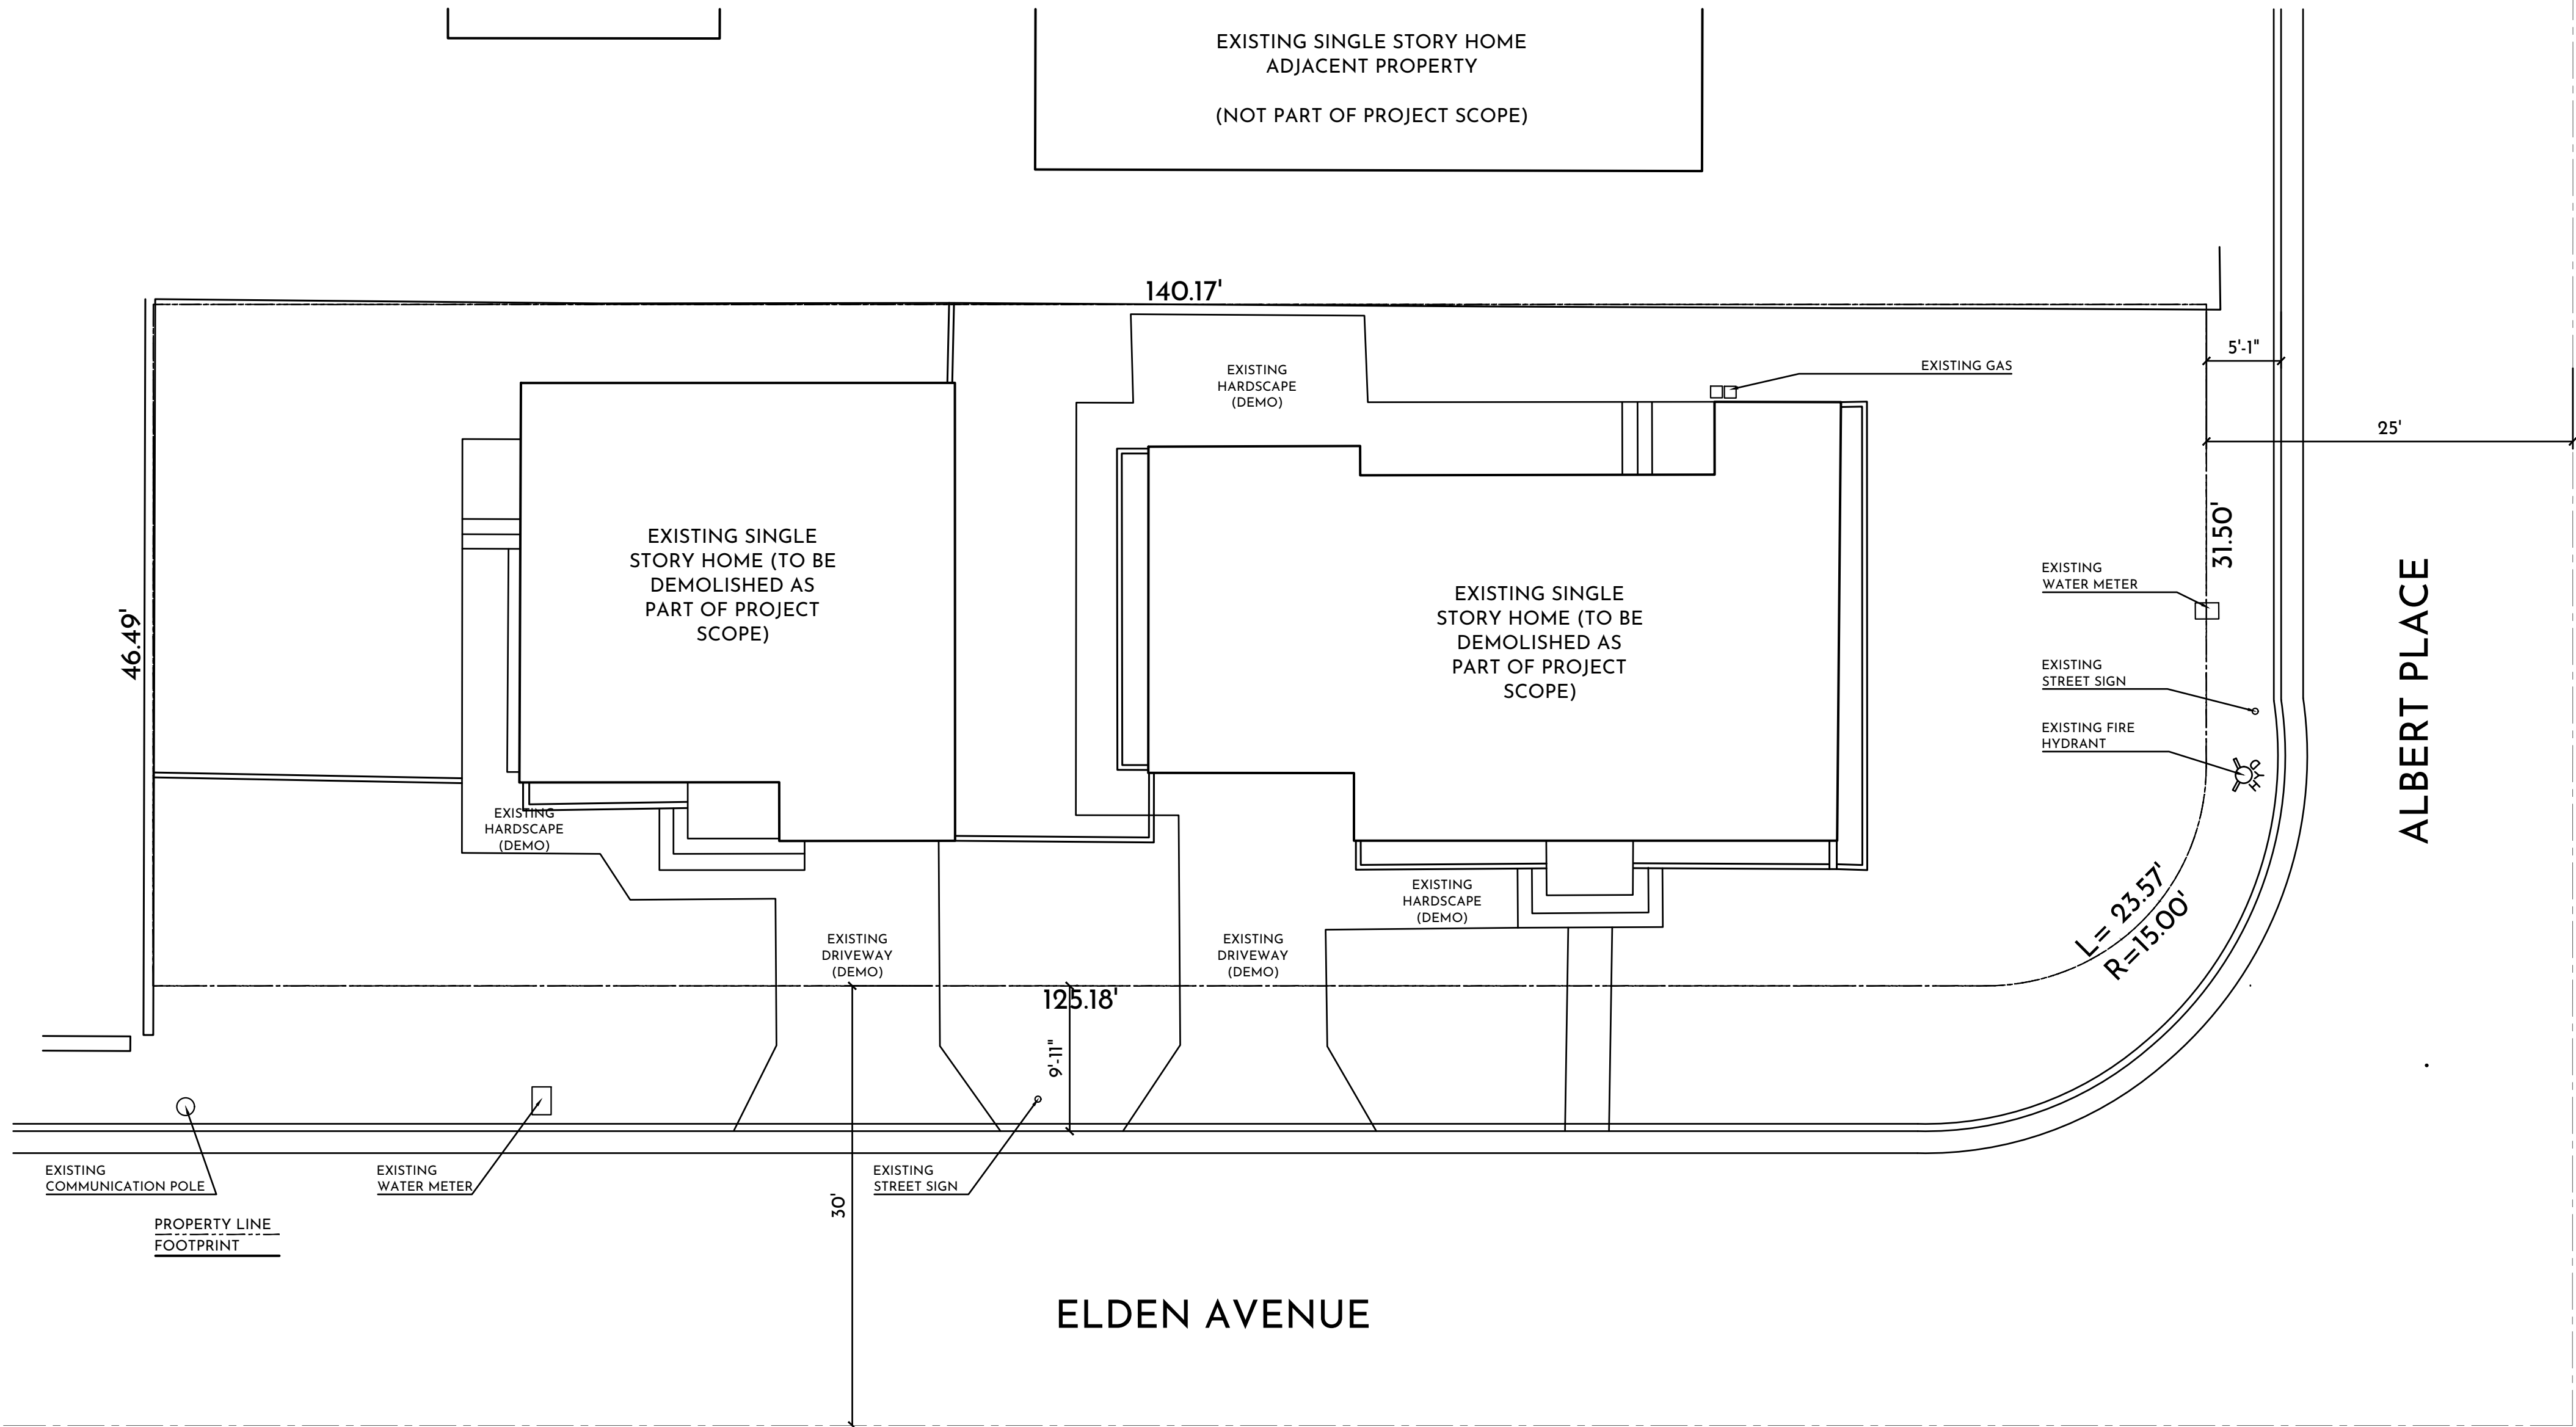 EXISTING SINGLE STORY HOME
ADJACENT PROPERTY
(NOT PART OF PROJECT SCOPE)
140.17'
5'-1"
EXISTING GAS
EXISTING
HARDSCAPE
(DEMO)
25'
31.50'
EXISTING SINGLE
STORY HOME (TO BE
DEMOLISHED AS
PART OF PROJECT
SCOPE)
EXISTING SINGLE
STORY HOME (TO BE
DEMOLISHED AS
PART OF PROJECT
SCOPE)
46.49'
EXISTING
WATER METER
EXISTING
STREET SIGN
EXISTING FIRE
HYDRANT
HYD
ALBERT PLACE
EXISTING
HARDSCAPE
(DEMO)
EXISTING
HARDSCAPE
(DEMO)
L= 23.57'
R=15.00'
EXISTING
DRIVEWAY
(DEMO)
EXISTING
DRIVEWAY
(DEMO)
125.18'
9'-11"
EXISTING
COMMUNICATION POLE
EXISTING
WATER METER
EXISTING
STREET SIGN
30'
PROPERTY LINE
FOOTPRINT
ELDEN AVENUE